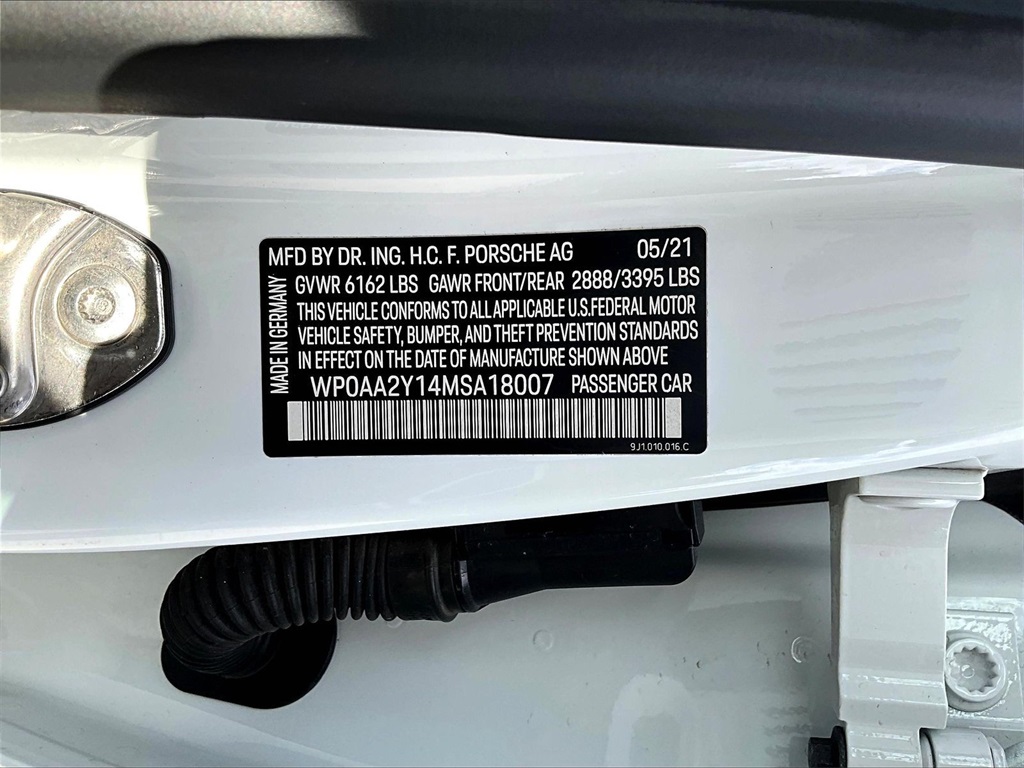 MFD BY DR. ING. H.C. F. PORSCHE AG 05/21
MADE IN GERMANY
GVWR 6162 LBS GAWR FRONT/REAR 2888/3395 LBS
THIS VEHICLE CONFORMS TO ALL APPLICABLE U.S.FEDERAL MOTOR
VEHICLE SAFETY, BUMPER, AND THEFT PREVENTION STANDARDS
IN EFFECT ON THE DATE OF MANUFACTURE SHOWN ABOVE
WP0AA2Y14MSA18007 PASSENGER CAR
9J1.010.016.C